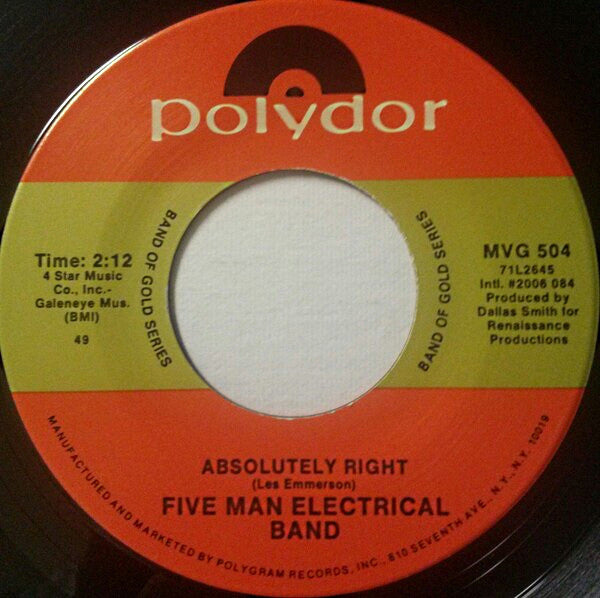 polydor
BAND OF GOLD SERIES
BAND OF GOLD SERIES
Time: 2:12
4 Star Music
Co., Inc.-
Galeneye Mus.
(BMI)
49
MVG 504
71L2645
Intl. #2006 084
Produced by
Dallas Smith for
Renaissance
Productions
ABSOLUTELY RIGHT
(Les Emmerson)
FIVE MAN ELECTRICAL
BAND
MANUFACTURED AND MARKETED BY POLYGRAM RECORDS, INC., 810 SEVENTH AVE., N.Y., N.Y. 10019